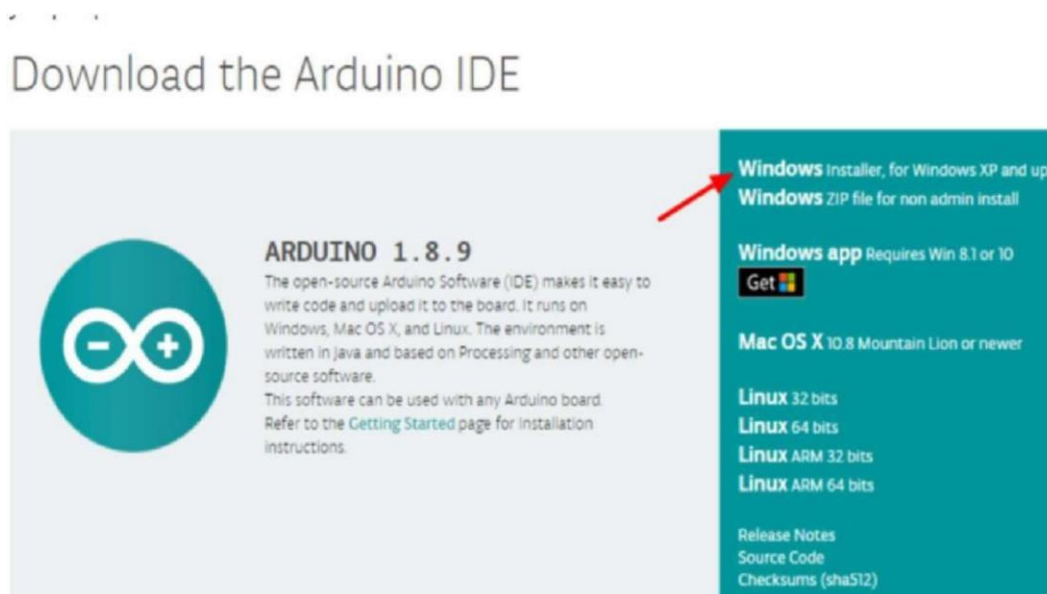 Download the Arduino IDE
ARDUINO 1.8.9
The open-source Arduino Software (IDE) makes it easy to
write code and upload it to the board. It runs on
Windows, Mac OS X, and Linux. The environment is
written in Java and based on Processing and other open-
source software.
This software can be used with any Arduino board.
Refer to the Getting Started page for Installation
instructions.
Windows Installer, for Windows XP and up
Windows ZIP file for non admin install
Windows app Requires Win 8.1 or 10
Get
Mac OS X 10.8 Mountain Lion or newer
Linux 32 bits
Linux 64 bits
Linux ARM 32 bits
Linux ARM 64 bits
Release Notes
Source Code
Checksums (sha512)